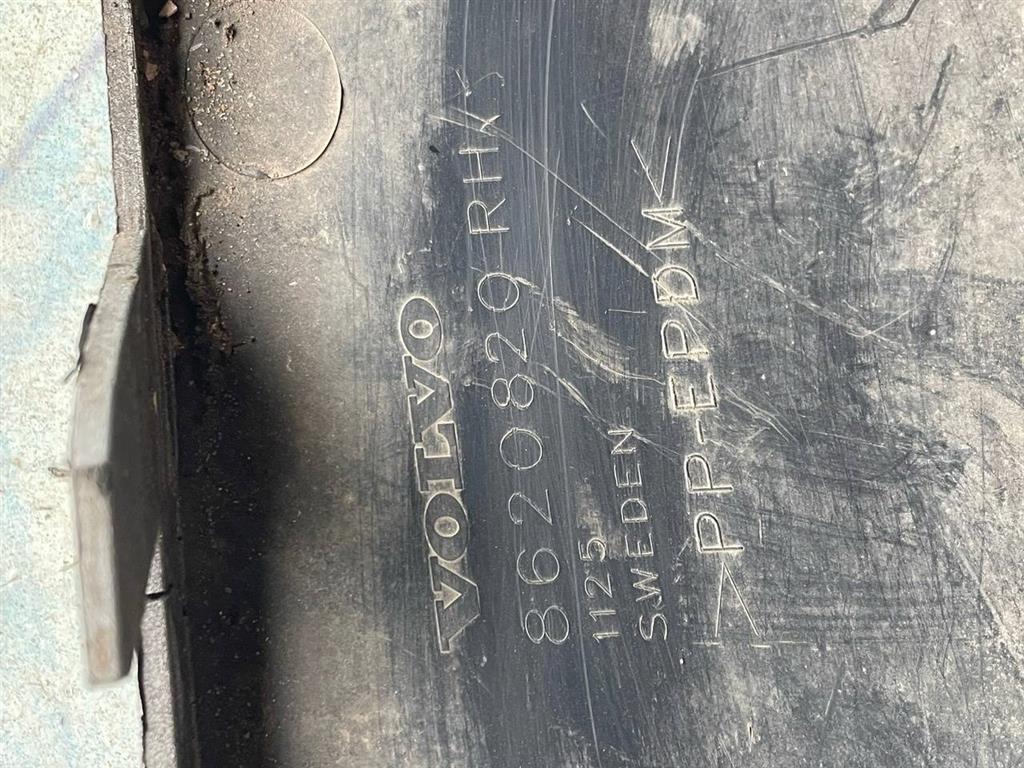 VOLVO
8620820 RH
1125
SWEDEN
>PP-EPDM<